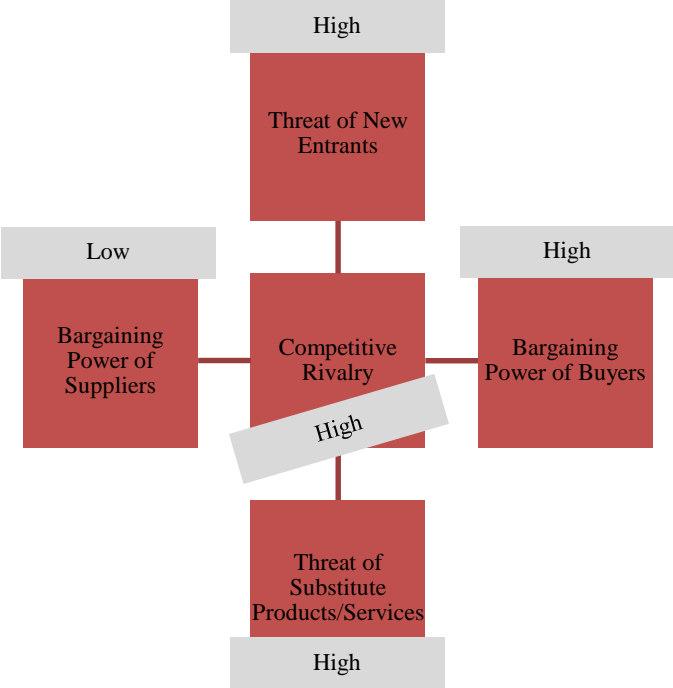 High
Threat of New
Entrants
Low
Bargaining
Power of
Suppliers
Competitive
Rivalry
High
High
Bargaining
Power of Buyers
Threat of
Substitute
Products/Services
High